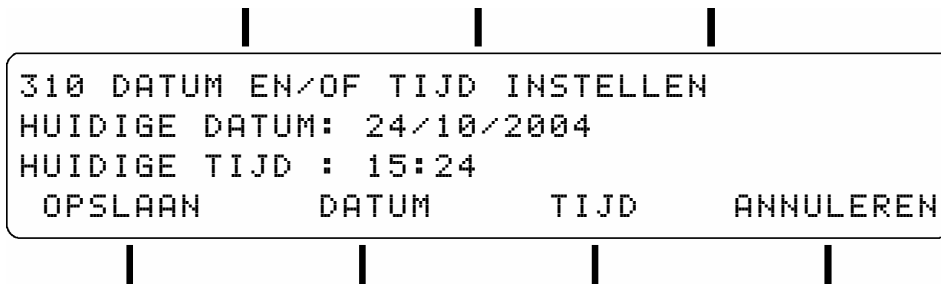 310 DATUM EN/OF TIJD INSTELLEN
HUIDIGE DATUM: 24/10/2004
HUIDIGE TIJD : 15:24
OPSLAAN DATUM TIJD ANNULEREN